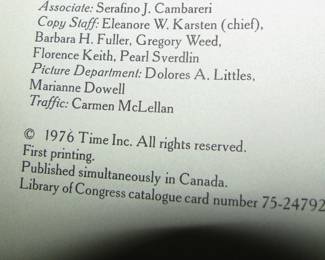 Associate: Serafino J. Cambareri
Copy Staff: Eleanore W. Karsten (chief),
Barbara H. Fuller, Gregory Weed,
Florence Keith, Pearl Sverdlin
Picture Department: Dolores A. Littles,
Marianne Dowell
Traffic: Carmen McLellan
© 1976 Time Inc. All rights reserved.
First printing.
Published simultaneously in Canada.
Library of Congress catalogue card number 75-24792